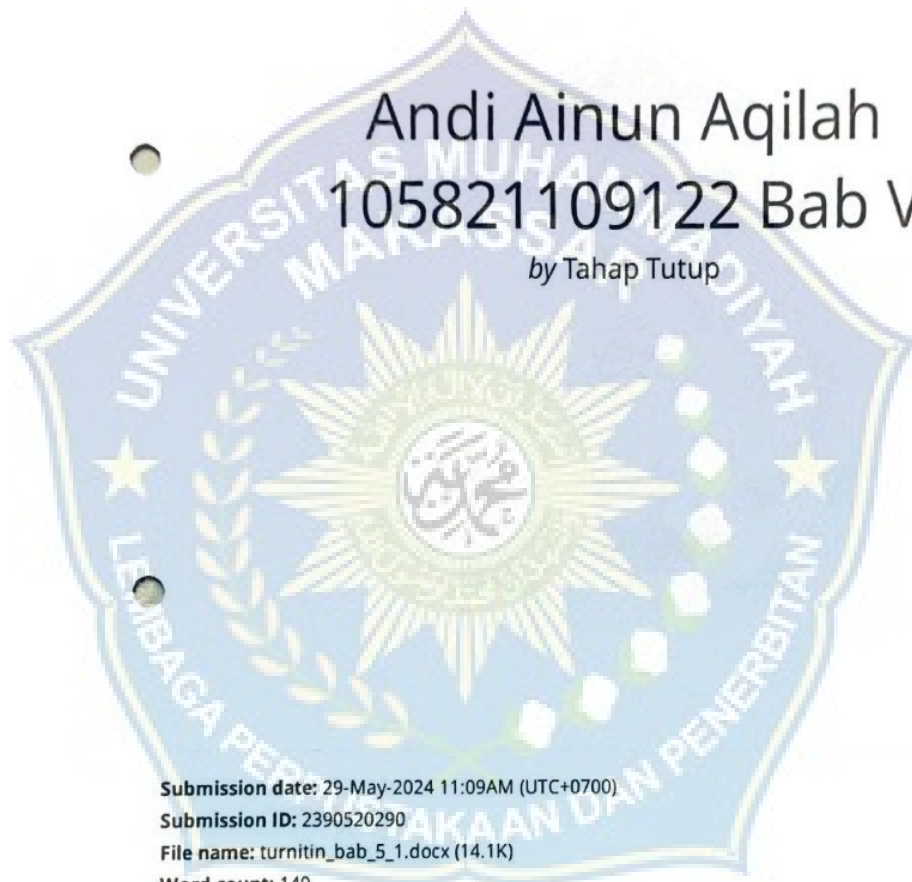 Andi Ainun Aqilah
105821109122 Bab V
by Tahap Tutup
UNIVERSITAS MUHAMMADIYAH
MAKASSAR
محمدية
LEMBAGA PERPUSTAKAAN DAN PENERBITAN
Submission date: 29-May-2024 11:09AM (UTC+0700)
Submission ID: 2390520290
File name: turnitin_bab_5_1.docx (14.1K)